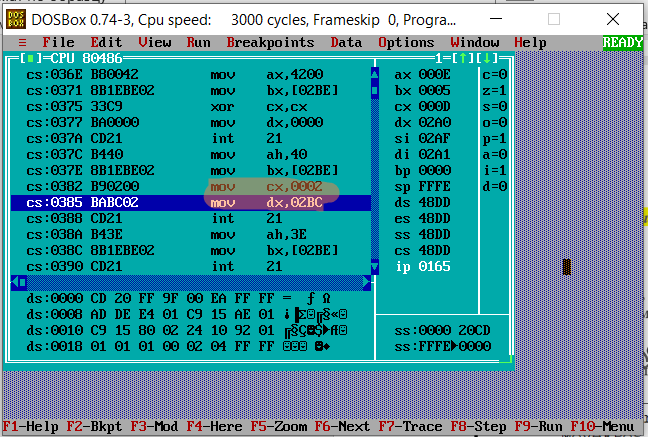 DOSBox 0.74-3, Cpu speed: 3000 cycles, Frameskip 0, Progra...
≡ File Edit View Run Breakpoints Data Options Window Help READY
[■]=CPU 80486 1=[↑][↓]
cs:036E B80042 mov ax,4200 ax 000E c=0
cs:0371 8B1EBE02 mov bx,[02BE] bx 0005 z=1
cs:0375 33C9 xor cx,cx cx 000D s=0
cs:0377 BA0000 mov dx,0000 dx 02A0 o=0
cs:037A CD21 int 21 si 02AF p=1
cs:037C B440 mov ah,40 di 02A1 a=0
cs:037E 8B1EBE02 mov bx,[02BE] bp 0000 i=1
cs:0382 B90200 mov cx,0002 sp FFFE d=0
cs:0385 BABC02 mov dx,02BC ds 48DD
cs:0388 CD21 int 21 es 48DD
cs:038A B43E mov ah,3E ss 48DD
cs:038C 8B1EBE02 mov bx,[02BE] cs 48DD
cs:0390 CD21 int 21 ip 0165
ds:0000 CD 20 FF 9F 00 EA FF FF = ƒ Ω
ds:0008 AD DE E4 01 C9 15 AE 01
ds:0010 C9 15 80 02 24 10 92 01
ds:0018 01 01 01 00 02 04 FF FF
ss:0000 20CD
ss:FFFE▶0000
F1-Help F2-Bkpt F3-Mod F4-Here F5-Zoom F6-Next F7-Trace F8-Step F9-Run F10-Menu